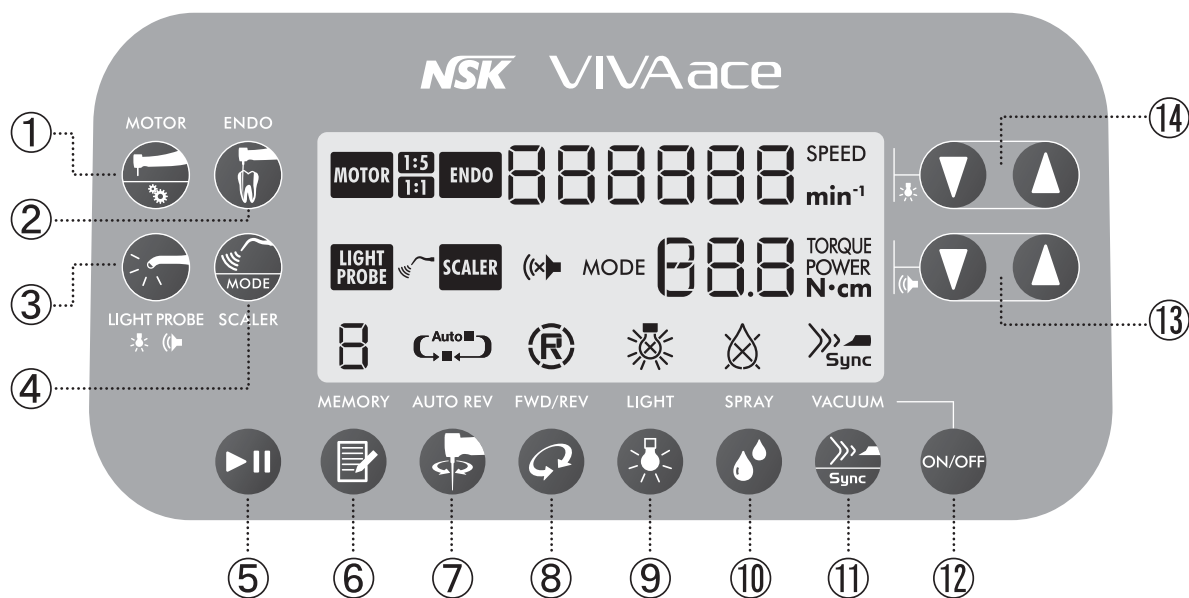 NSK VIVAace
① MOTOR ENDO
②
③ LIGHT PROBE SCALER
MODE
④
MOTOR 1:5 1:1 ENDO 888888 SPEED min⁻¹
LIGHT PROBE SCALER MODE 88.8 TORQUE POWER N•cm
8 Auto R Sync
MEMORY AUTO REV FWD/REV LIGHT SPRAY VACUUM
Sync ON/OFF
⑭
⑬
⑤ ⑥ ⑦ ⑧ ⑨ ⑩ ⑪ ⑫